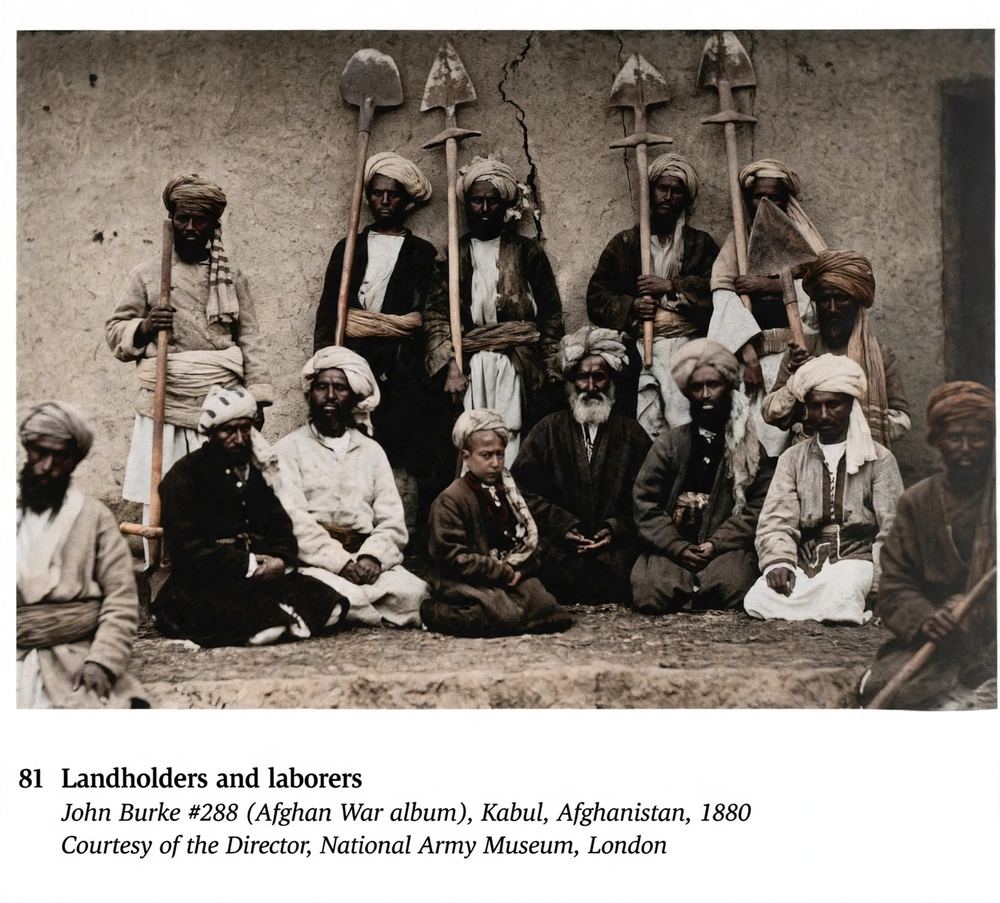 81 Landholders and laborers
John Burke #288 (Afghan War album), Kabul, Afghanistan, 1880
Courtesy of the Director, National Army Museum, London